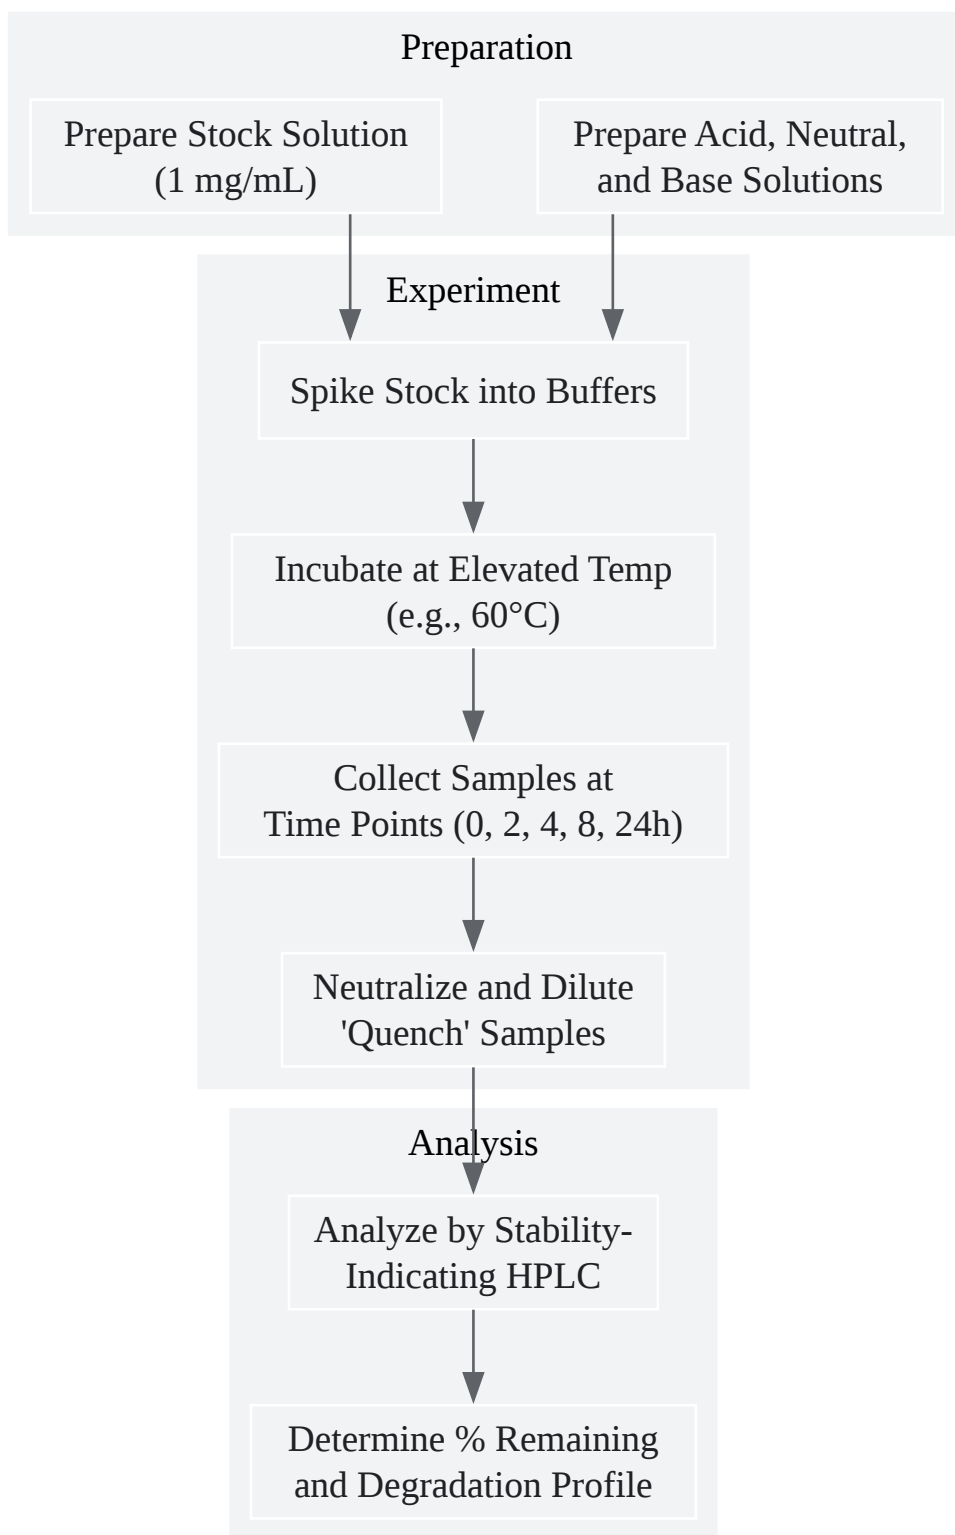 Preparation
Prepare Stock Solution
(1 mg/mL)
Prepare Acid, Neutral,
and Base Solutions
Experiment
Spike Stock into Buffers
Incubate at Elevated Temp
(e.g., 60°C)
Collect Samples at
Time Points (0, 2, 4, 8, 24h)
Neutralize and Dilute
'Quench' Samples
Analysis
Analyze by Stability-
Indicating HPLC
Determine % Remaining
and Degradation Profile